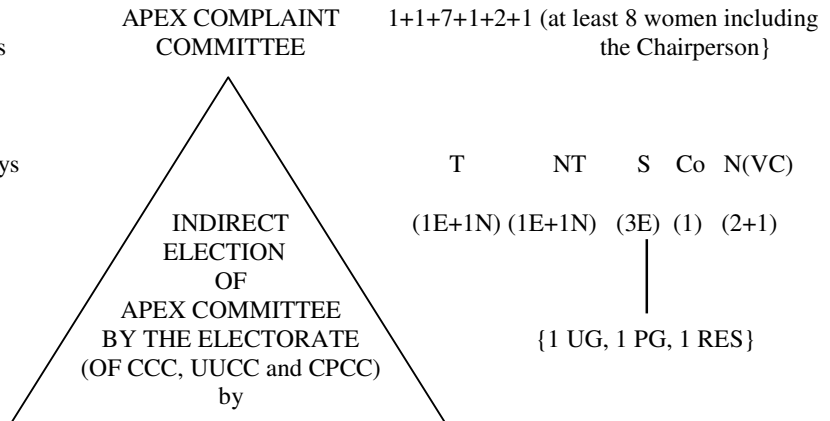 APEX COMPLAINT 1+1+7+1+2+1 (at least 8 women including
s COMMITTEE the Chairperson}
ys T NT S Co N(VC)
INDIRECT (1E+1N) (1E+1N) (3E) (1) (2+1)
ELECTION
OF
APEX COMMITTEE
BY THE ELECTORATE {1 UG, 1 PG, 1 RES}
(OF CCC, UUCC and CPCC)
by